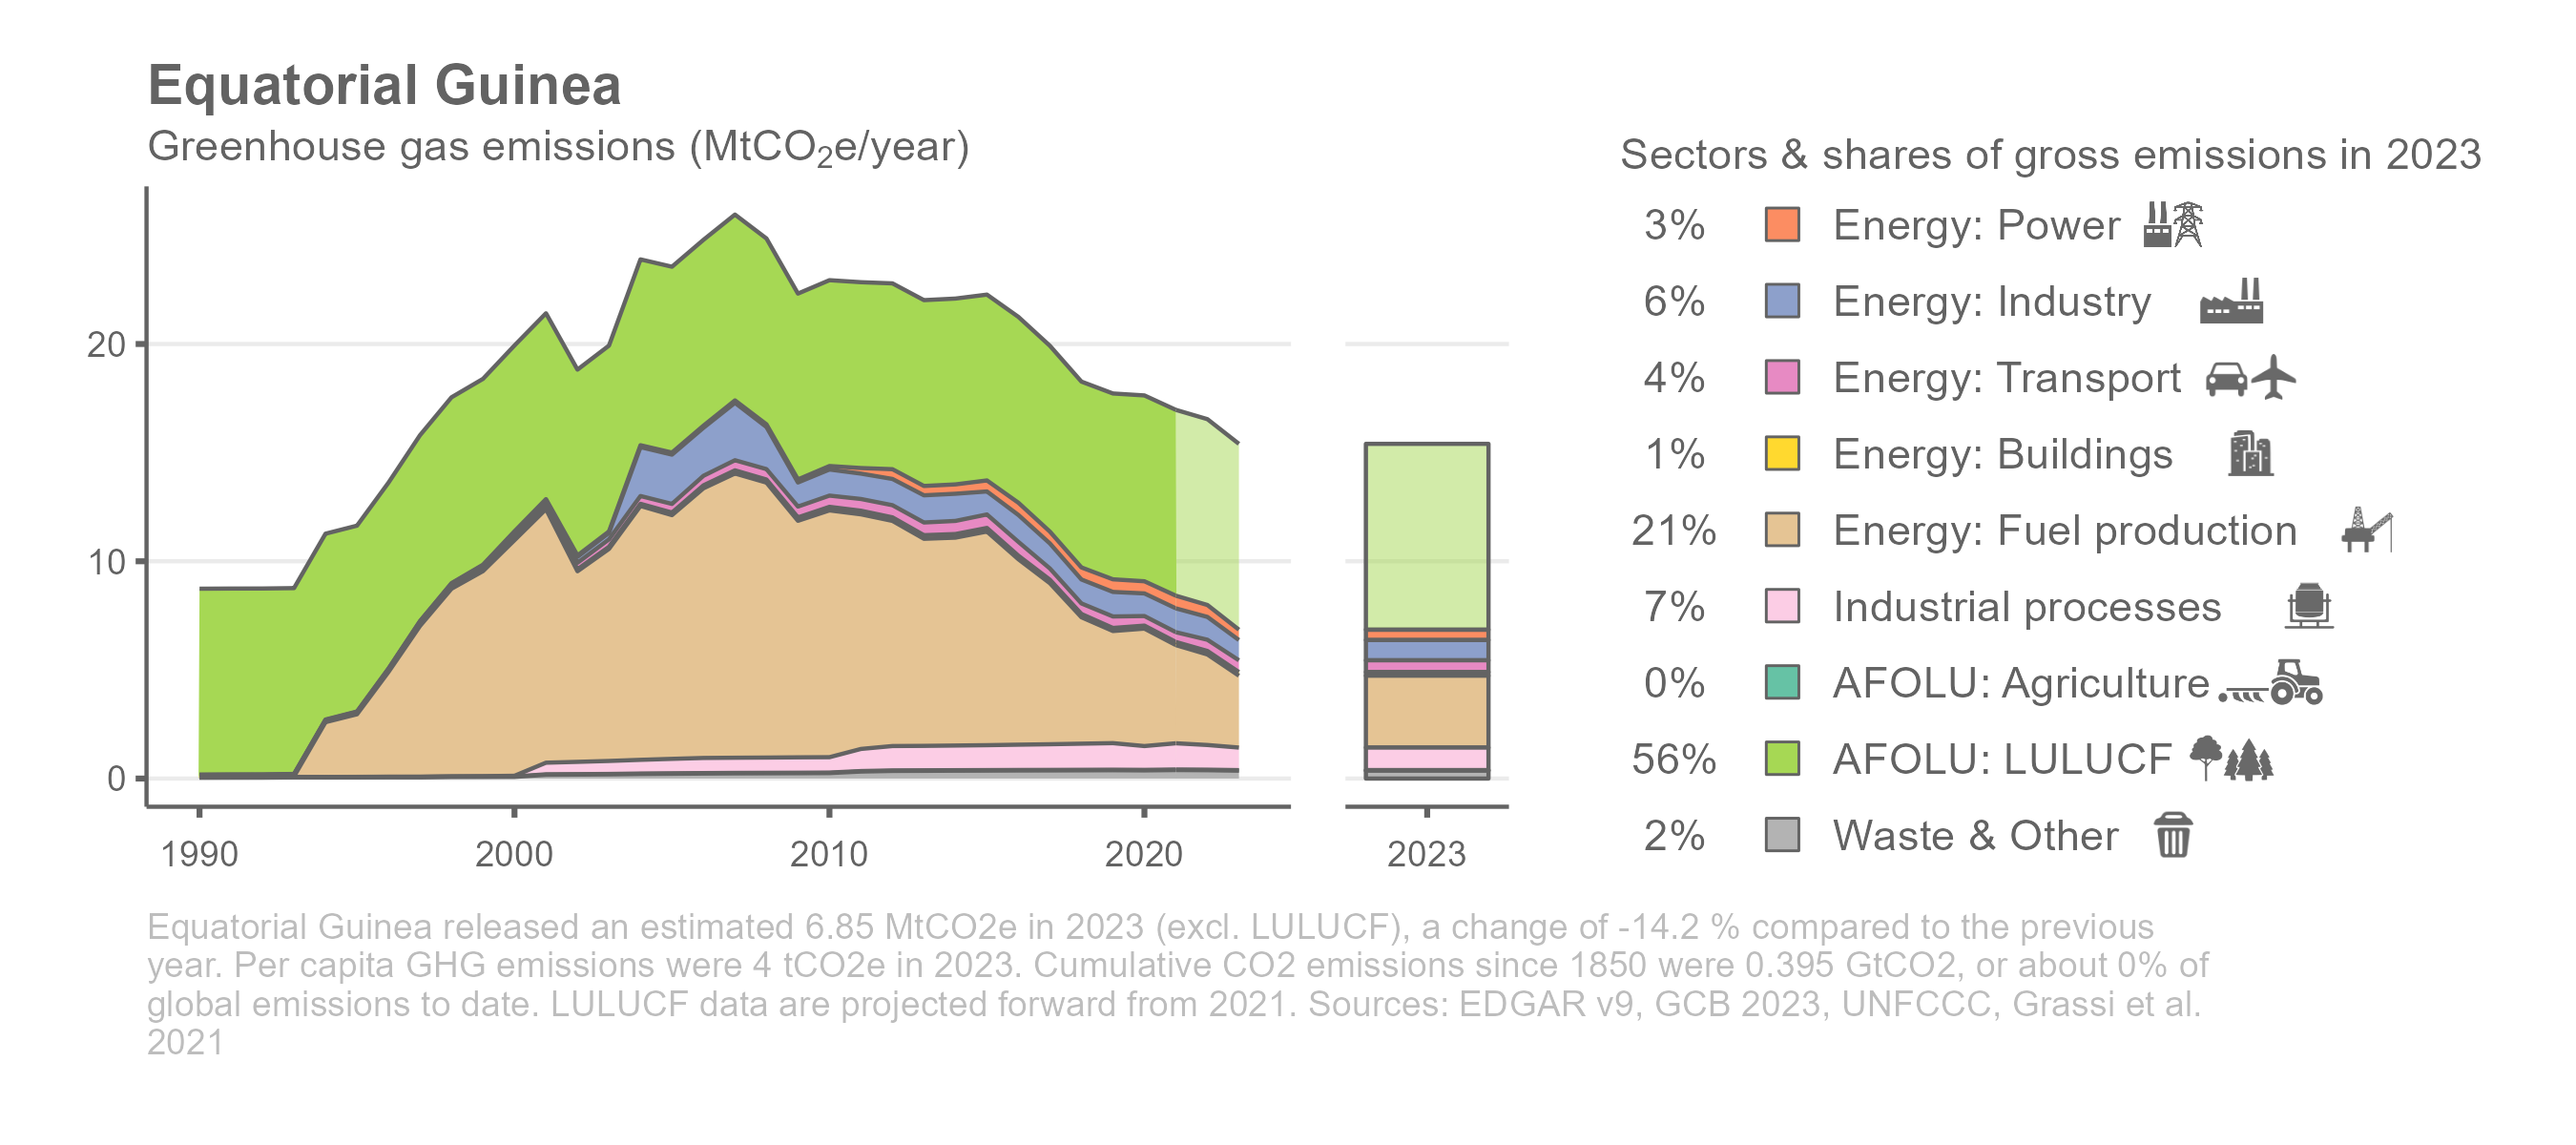 Equatorial Guinea
Greenhouse gas emissions (MtCO₂e/year)
20
10
0
1990
2000
2010
2020
2023
Sectors & shares of gross emissions in 2023
3% Energy: Power
6% Energy: Industry
4% Energy: Transport
1% Energy: Buildings
21% Energy: Fuel production
7% Industrial processes
0% AFOLU: Agriculture
56% AFOLU: LULUCF
2% Waste & Other
Equatorial Guinea released an estimated 6.85 MtCO2e in 2023 (excl. LULUCF), a change of -14.2 % compared to the previous
year. Per capita GHG emissions were 4 tCO2e in 2023. Cumulative CO2 emissions since 1850 were 0.395 GtCO2, or about 0% of
global emissions to date. LULUCF data are projected forward from 2021. Sources: EDGAR v9, GCB 2023, UNFCCC, Grassi et al.
2021